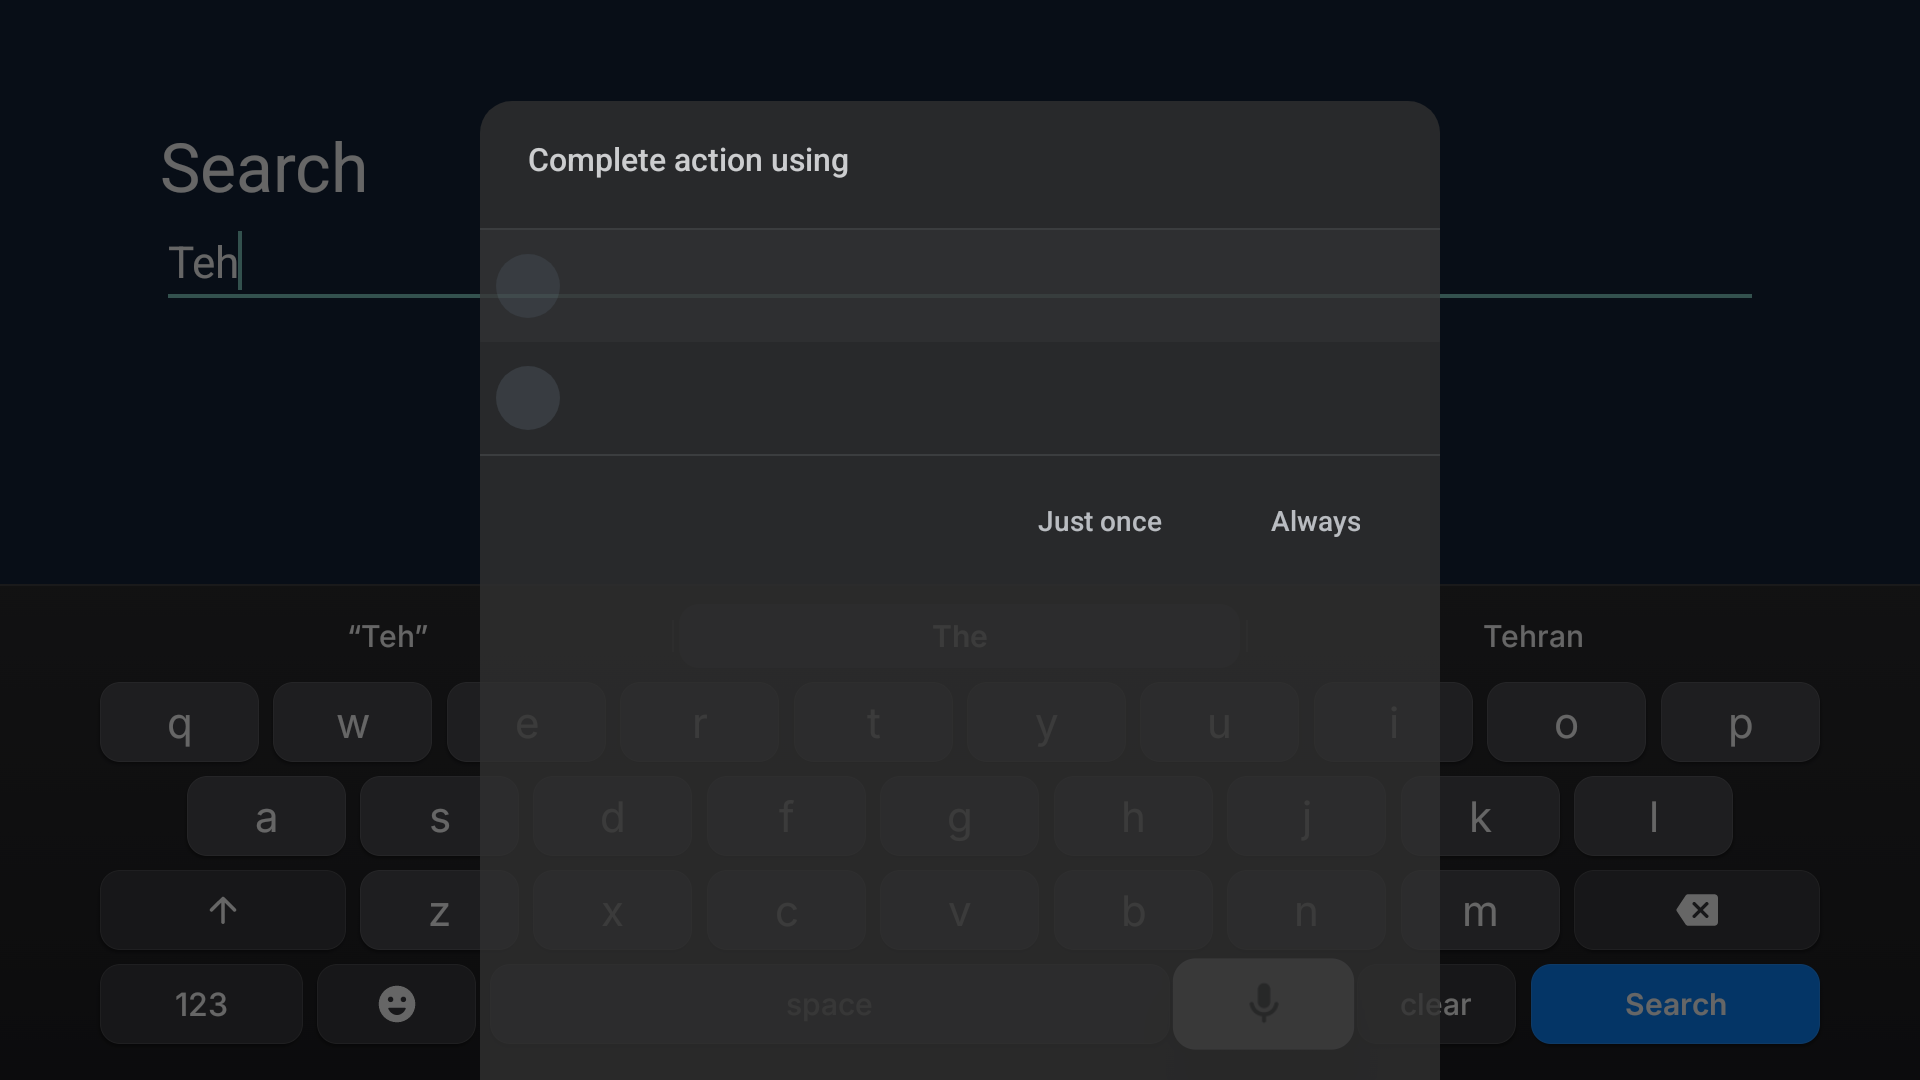 Search
Teh
Complete action using
Just once
Always
“Teh”
The
Tehran
q w e r t y u i o p
a s d f g h j k l
z x c v b n m
123
space
clear
Search